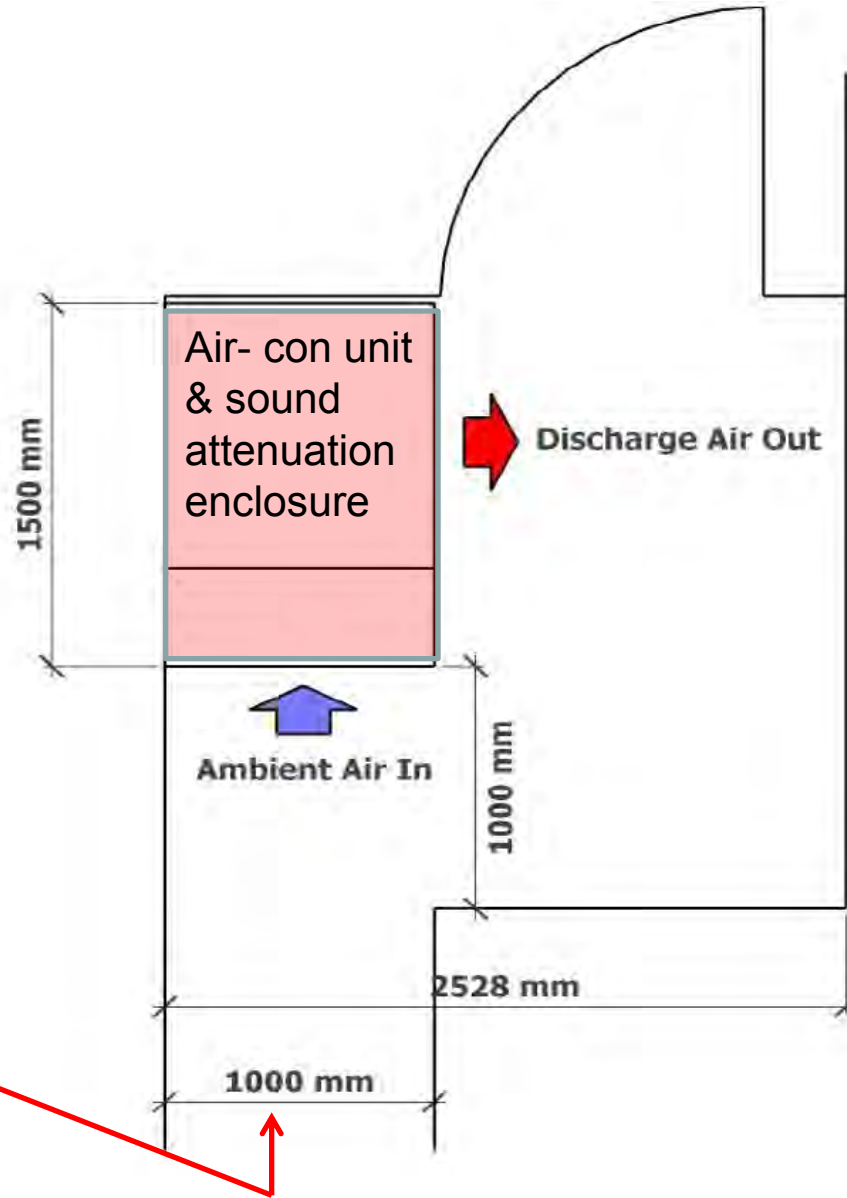 Air- con unit
& sound
attenuation
enclosure
1500 mm
Discharge Air Out
Ambient Air In
1000 mm
2528 mm
1000 mm